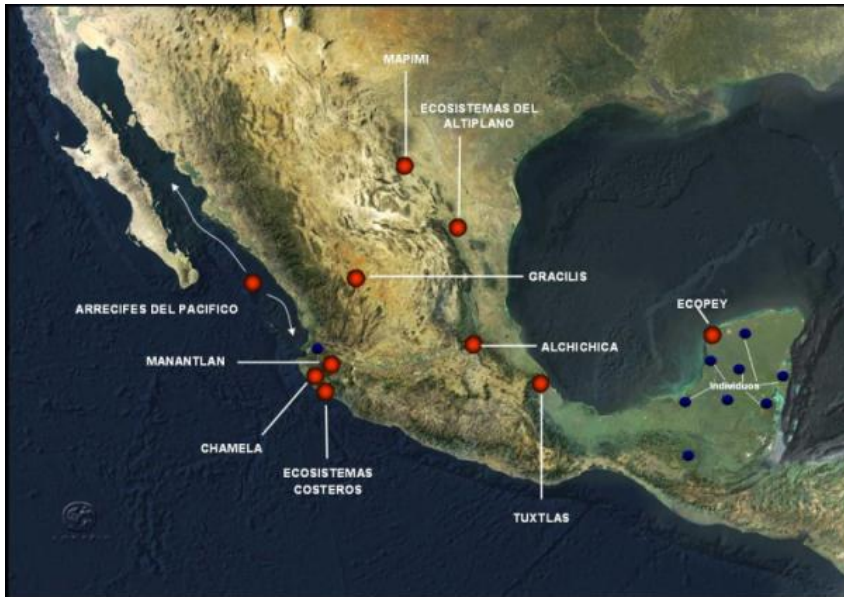 MAPIMI
ECOSISTEMAS DEL
ALTIPLANO
GRACILIS
ARRECIFES DEL PACIFICO
ECOPEY
ALCHICHICA
MANANTLAN
Individuos
CHAMELA
ECOSISTEMAS
COSTEROS
TUXTLAS